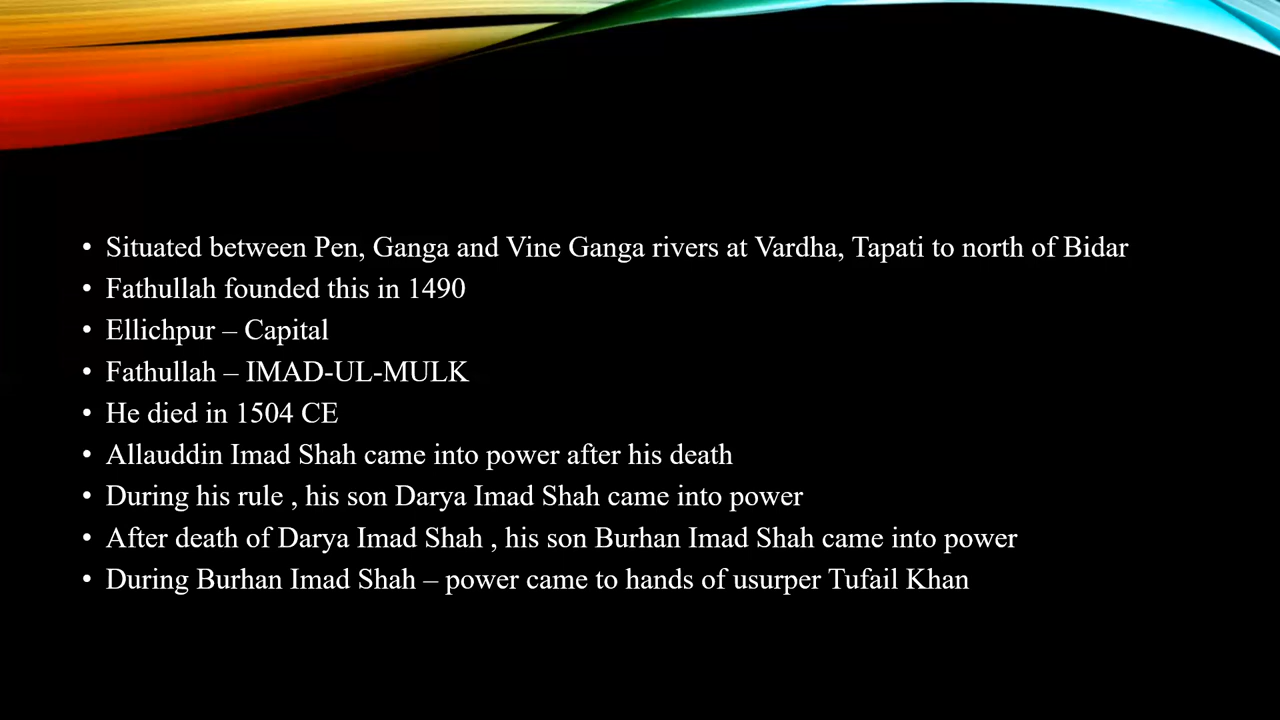 • Situated between Pen, Ganga and Vine Ganga rivers at Vardha, Tapati to north of Bidar
• Fathullah founded this in 1490
• Ellichpur – Capital
• Fathullah – IMAD-UL-MULK
• He died in 1504 CE
• Allauddin Imad Shah came into power after his death
• During his rule , his son Darya Imad Shah came into power
• After death of Darya Imad Shah , his son Burhan Imad Shah came into power
• During Burhan Imad Shah – power came to hands of usurper Tufail Khan